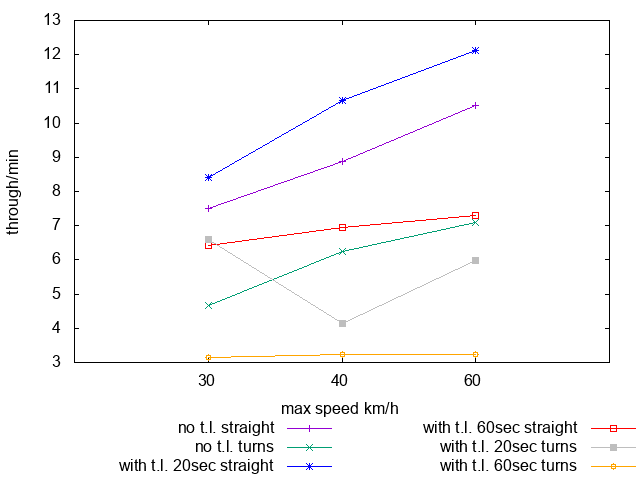 13
12
11
10
9
8
7
6
5
4
3
through/min
30 40 60
max speed km/h
no t.l. straight
no t.l. turns
with t.l. 20sec straight
with t.l. 60sec straight
with t.l. 20sec turns
with t.l. 60sec turns